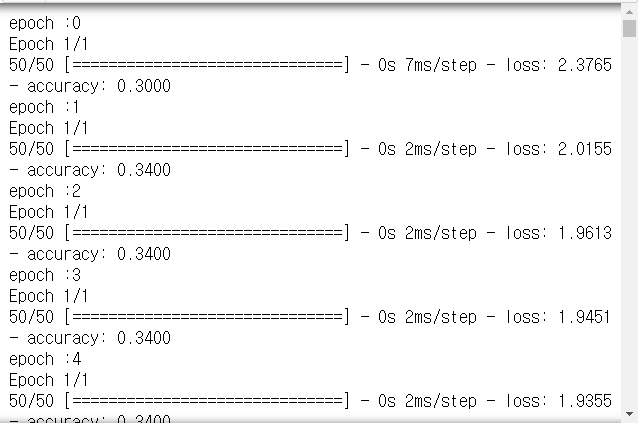 epoch :0
Epoch 1/1
50/50 [==============================] - 0s 7ms/step - loss: 2.3765
- accuracy: 0.3000
epoch :1
Epoch 1/1
50/50 [==============================] - 0s 2ms/step - loss: 2.0155
- accuracy: 0.3400
epoch :2
Epoch 1/1
50/50 [==============================] - 0s 2ms/step - loss: 1.9613
- accuracy: 0.3400
epoch :3
Epoch 1/1
50/50 [==============================] - 0s 2ms/step - loss: 1.9451
- accuracy: 0.3400
epoch :4
Epoch 1/1
50/50 [==============================] - 0s 2ms/step - loss: 1.9355
- accuracy: 0.3400